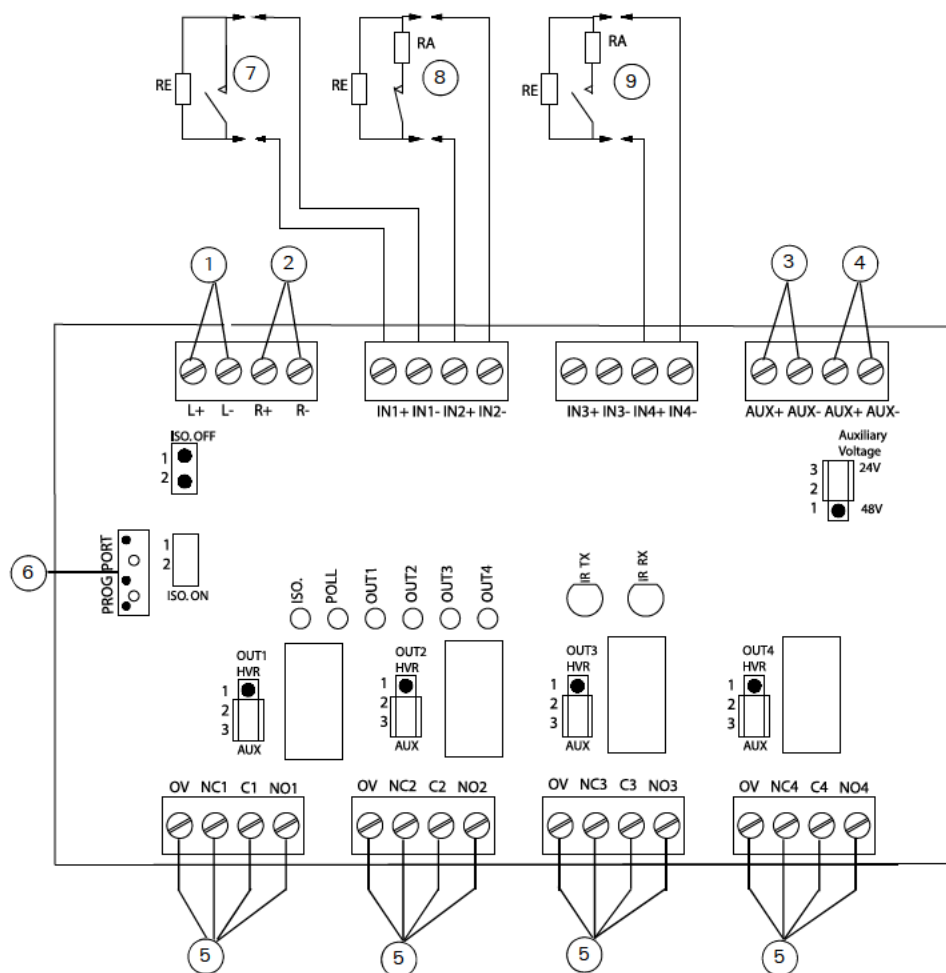 RA
RA
RE
7
RE
8
RE
9
1
2
3
4
L+ L- R+ R-
IN1+ IN1- IN2+ IN2-
IN3+ IN3- IN4+ IN4-
AUX+ AUX- AUX+ AUX-
ISO. OFF
1
2
Auxiliary
Voltage
3 24V
2
1 48V
6
PROG PORT
1
2
ISO. ON
ISO.
POLL
OUT1
OUT2
OUT3
OUT4
IR TX
IR RX
OUT1
HVR
1
2
3
AUX
OUT2
HVR
1
2
3
AUX
OUT3
HVR
1
2
3
AUX
OUT4
HVR
1
2
3
AUX
OV NC1 C1 NO1
OV NC2 C2 NO2
OV NC3 C3 NO3
OV NC4 C4 NO4
5
5
5
5